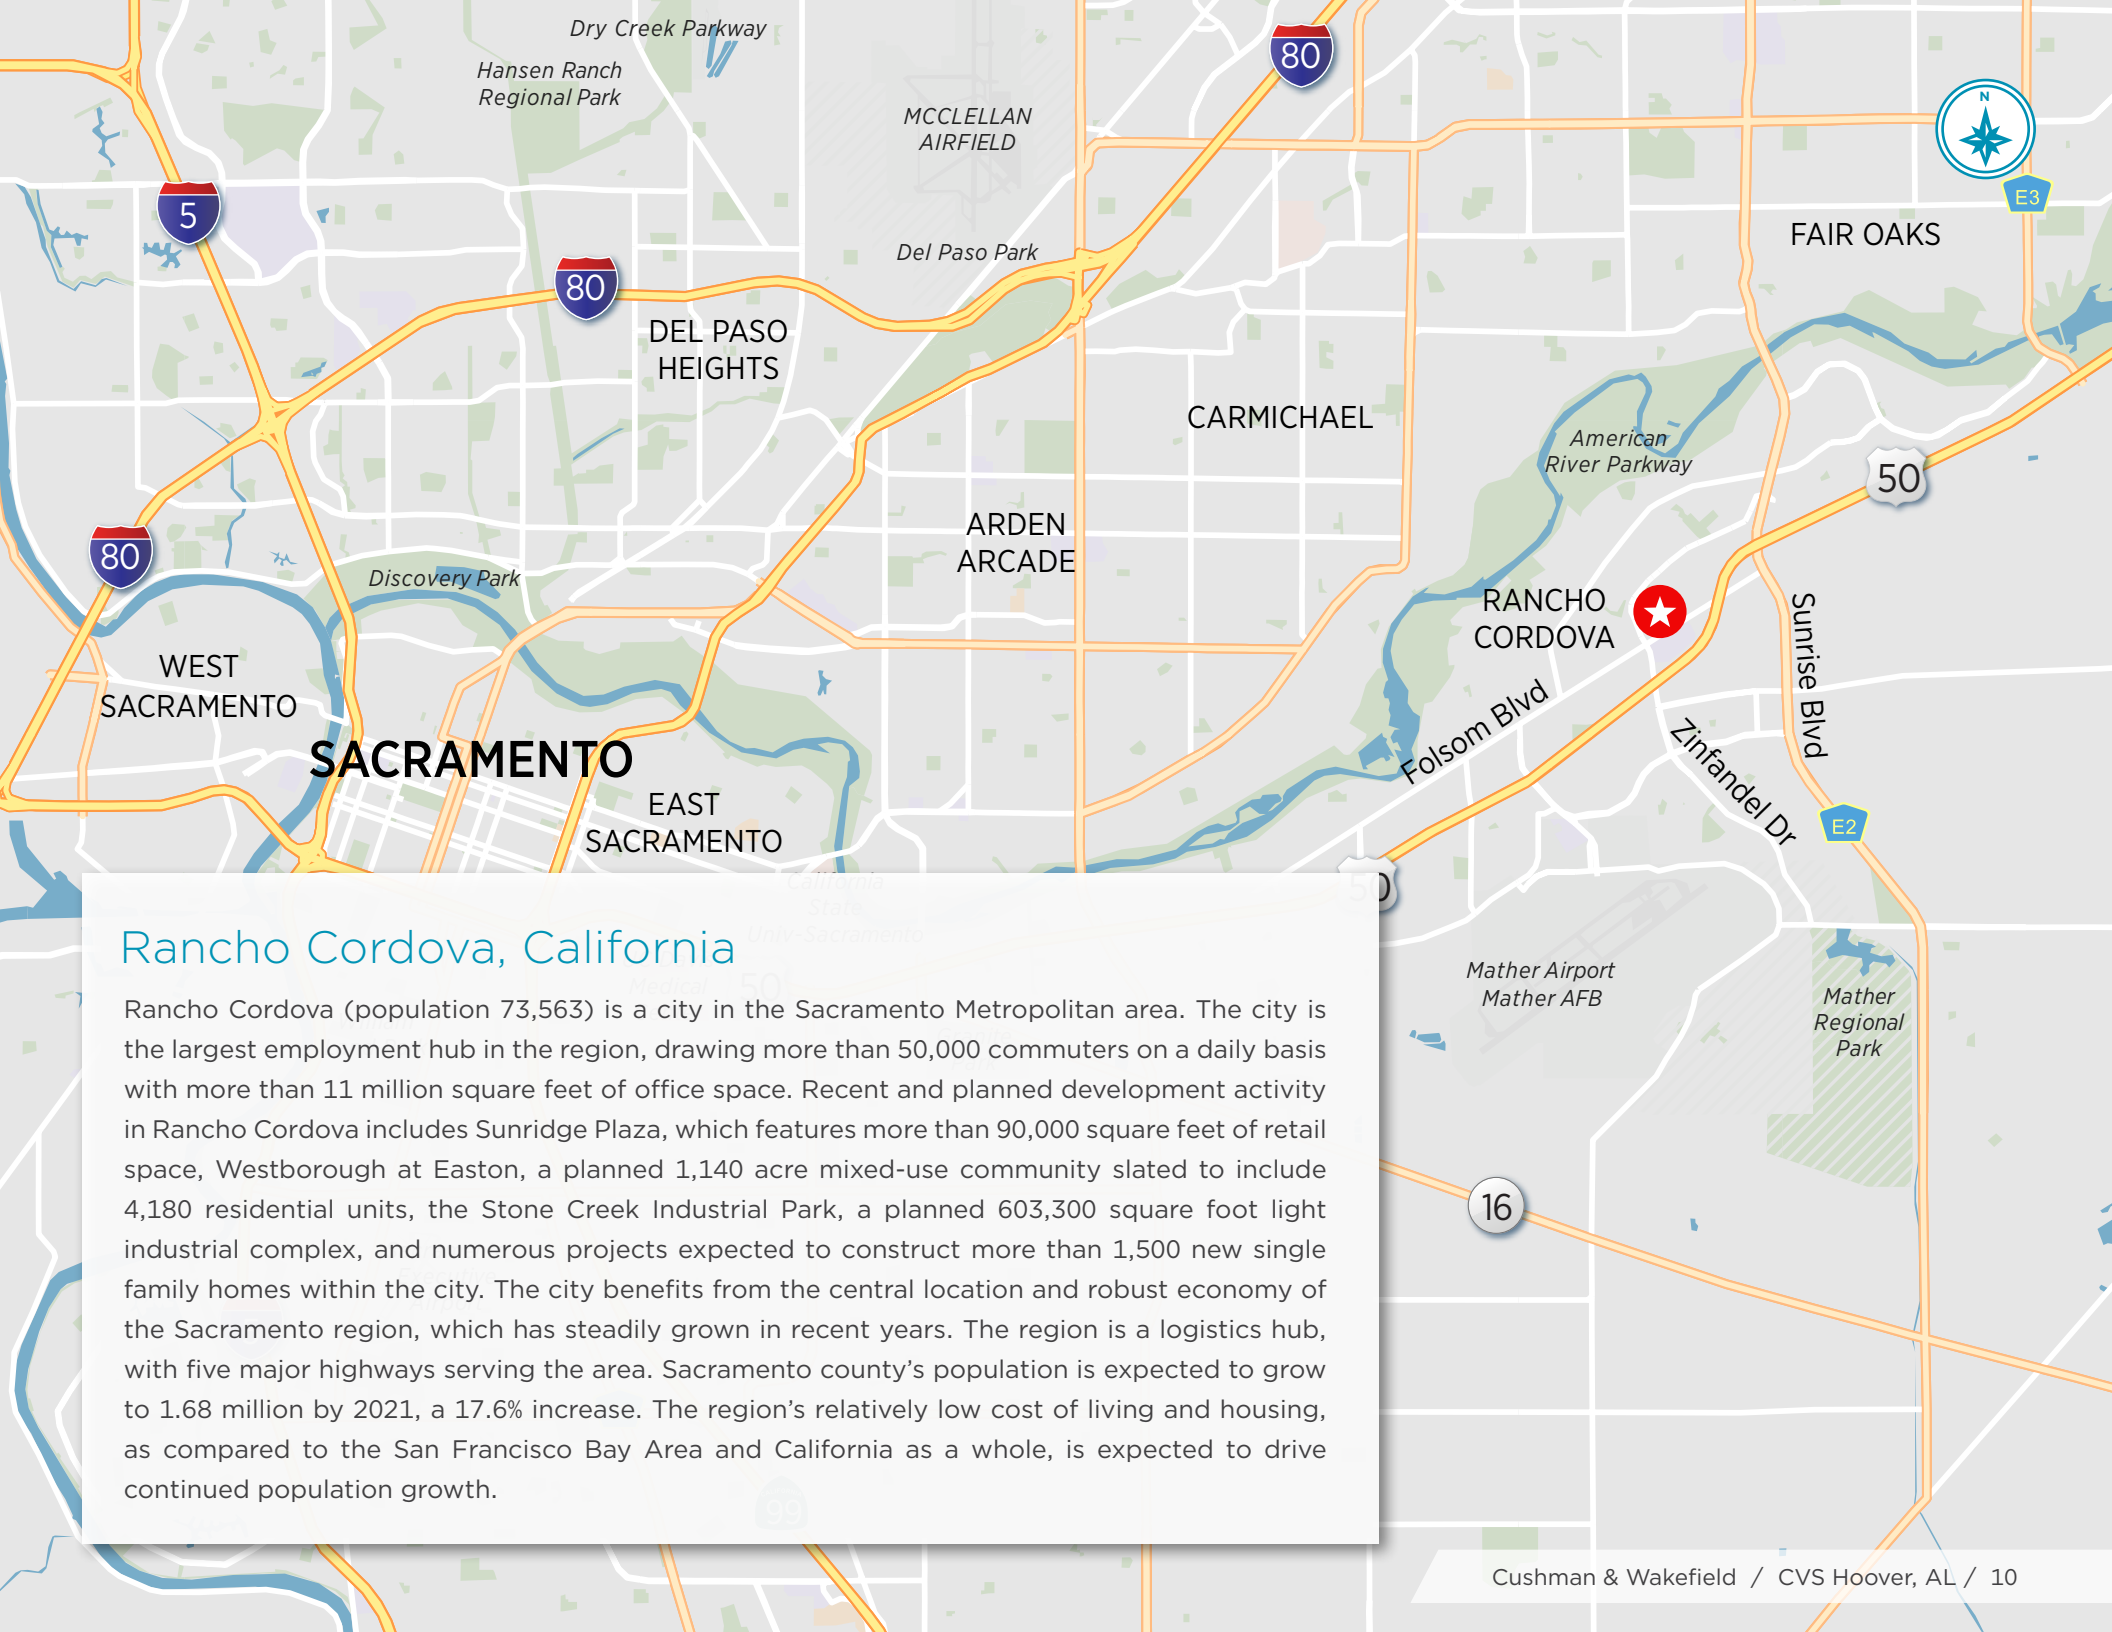 Dry Creek Parkway
Hansen Ranch
Regional Park
80
N
MCCLELLAN
AIRFIELD
E3
5
FAIR OAKS
Del Paso Park
80
DEL PASO
HEIGHTS
CARMICHAEL
American
River Parkway
50
ARDEN
ARCADE
80
Discovery Park
RANCHO
CORDOVA
Sunrise Blvd
WEST
SACRAMENTO
Folsom Blvd
Zinfandel Dr
SACRAMENTO
EAST
SACRAMENTO
E2
California
State
Univ-Sacramento
50
Medical
50
Mather Airport
Mather AFB
Mather
Regional
Park
16
99
Rancho Cordova, California
Rancho Cordova (population 73,563) is a city in the Sacramento Metropolitan area. The city is
the largest employment hub in the region, drawing more than 50,000 commuters on a daily basis
with more than 11 million square feet of office space. Recent and planned development activity
in Rancho Cordova includes Sunridge Plaza, which features more than 90,000 square feet of retail
space, Westborough at Easton, a planned 1,140 acre mixed-use community slated to include
4,180 residential units, the Stone Creek Industrial Park, a planned 603,300 square foot light
industrial complex, and numerous projects expected to construct more than 1,500 new single
family homes within the city. The city benefits from the central location and robust economy of
the Sacramento region, which has steadily grown in recent years. The region is a logistics hub,
with five major highways serving the area. Sacramento county's population is expected to grow
to 1.68 million by 2021, a 17.6% increase. The region's relatively low cost of living and housing,
as compared to the San Francisco Bay Area and California as a whole, is expected to drive
continued population growth.
Cushman & Wakefield / CVS Hoover, AL / 10